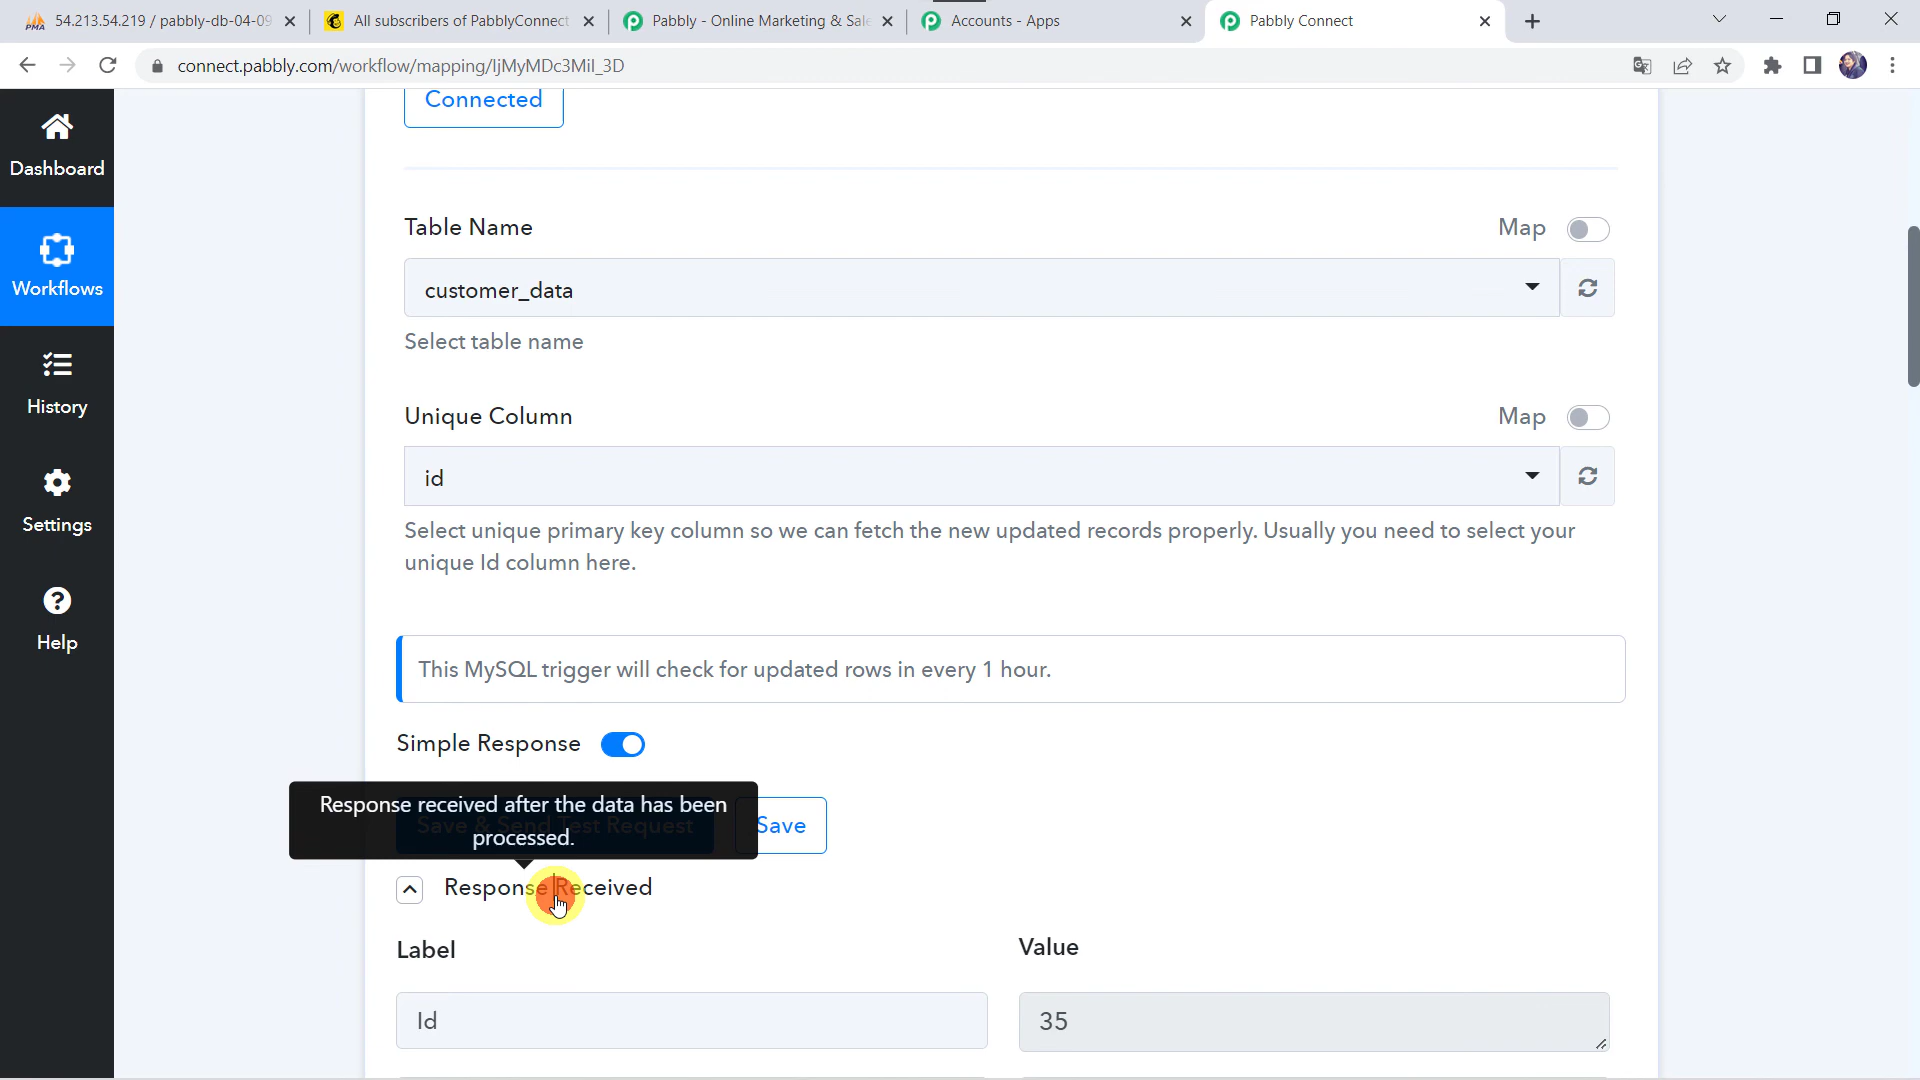 54.213.54.219 / pabbly-db-04-09
All subscribers of PabblyConnect
Pabbly - Online Marketing & Sale
Accounts - Apps
Pabbly Connect
connect.pabbly.com/workflow/mapping/IjMyMDc3MiI_3D
Dashboard
Workflows
History
Settings
Help
Connected
Table Name
Map
customer_data
Select table name
Unique Column
Map
id
Select unique primary key column so we can fetch the new updated records properly. Usually you need to select your
unique Id column here.
This MySQL trigger will check for updated rows in every 1 hour.
Simple Response
Response received after the data has been
processed.
Save & Send Test Request
Save
Response Received
Label
Value
Id
35